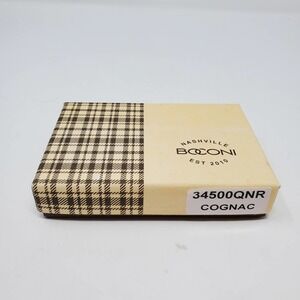 NASHVILLE
BOCONI
EST 2010
34500QNR
COGNAC